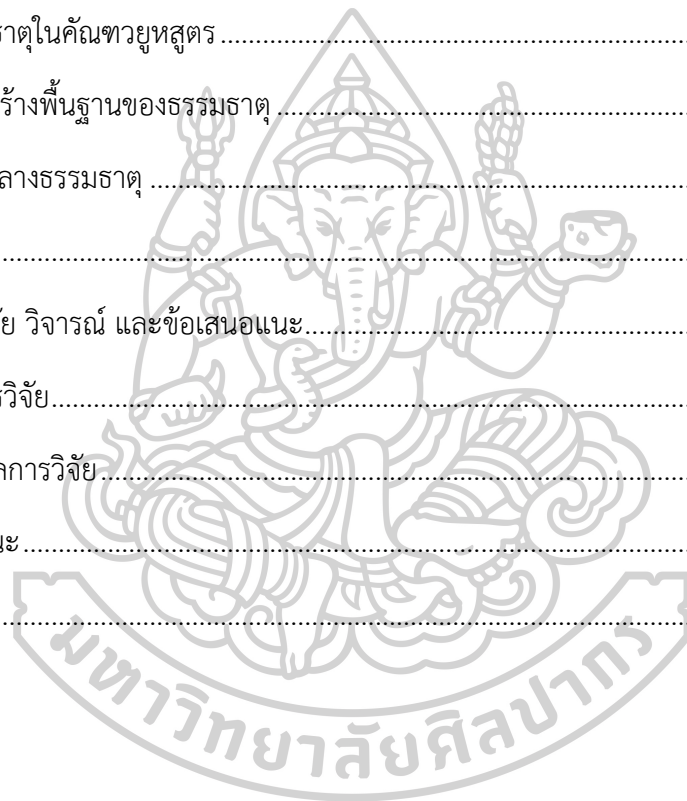 ธาตุในคัณฑวยูหสูตร........................................................
ร้างพื้นฐานของธรรมธาตุ........................................................
ลางธรรมธาตุ........................................................
........................................................
ัย วิจารณ์ และข้อเสนอแนะ........................................................
รวิจัย........................................................
ลการวิจัย........................................................
นะ........................................................
........................................................
มหาวิทยาลัยศิลปากร